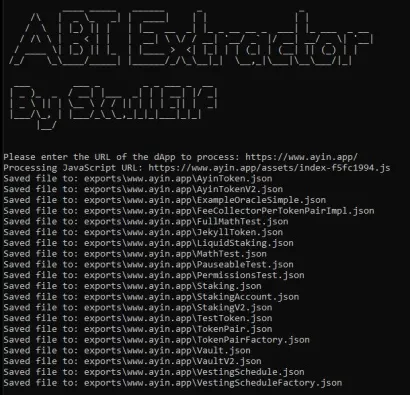 ABI Extractor
By SkullElf
Please enter the URL of the dApp to process: https://www.ayin.app/
Processing JavaScript URL: https://www.ayin.app/assets/index-f5fc1994.js
Saved file to: exports\www.ayin.app\AyinToken.json
Saved file to: exports\www.ayin.app\AyinTokenV2.json
Saved file to: exports\www.ayin.app\ExampleOracleSimple.json
Saved file to: exports\www.ayin.app\FeeCollectorPerTokenPairImpl.json
Saved file to: exports\www.ayin.app\FullMathTest.json
Saved file to: exports\www.ayin.app\JekyllToken.json
Saved file to: exports\www.ayin.app\LiquidStaking.json
Saved file to: exports\www.ayin.app\MathTest.json
Saved file to: exports\www.ayin.app\PauseableTest.json
Saved file to: exports\www.ayin.app\PermissionsTest.json
Saved file to: exports\www.ayin.app\Staking.json
Saved file to: exports\www.ayin.app\StakingAccount.json
Saved file to: exports\www.ayin.app\StakingV2.json
Saved file to: exports\www.ayin.app\TestToken.json
Saved file to: exports\www.ayin.app\TokenPair.json
Saved file to: exports\www.ayin.app\TokenPairFactory.json
Saved file to: exports\www.ayin.app\Vault.json
Saved file to: exports\www.ayin.app\VaultV2.json
Saved file to: exports\www.ayin.app\VestingSchedule.json
Saved file to: exports\www.ayin.app\VestingScheduleFactory.json